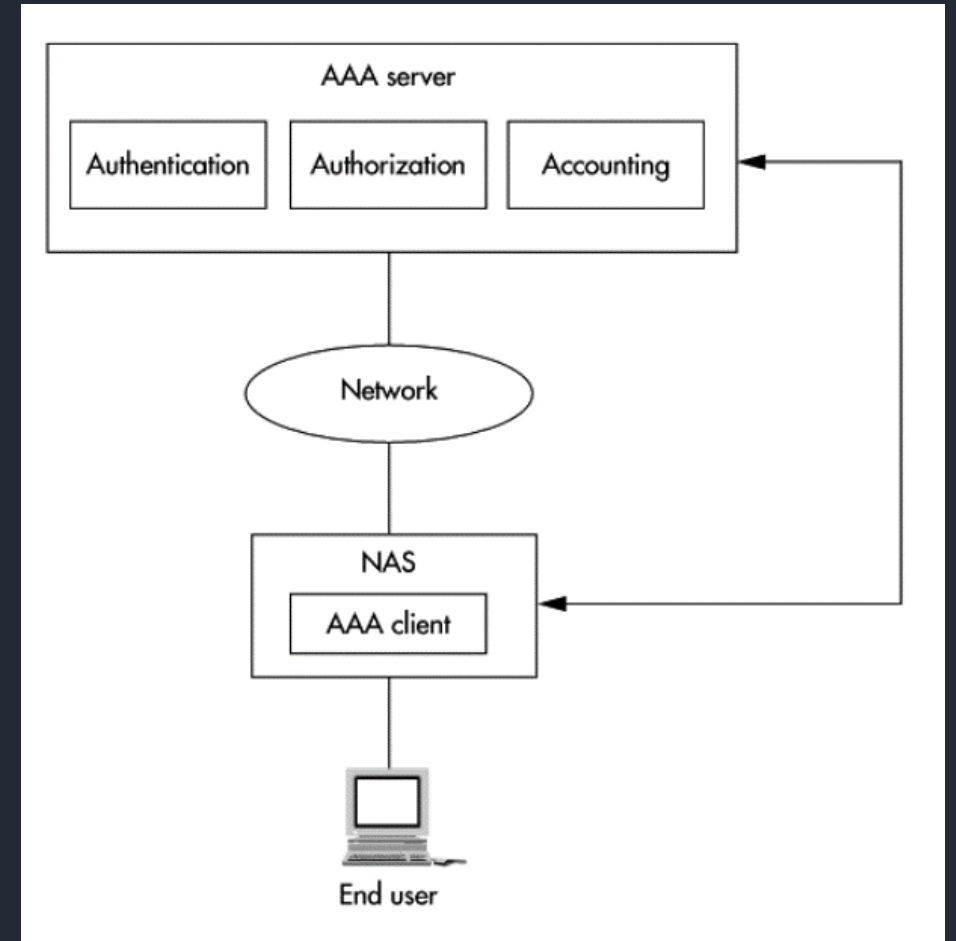 AAA server
Authentication
Authorization
Accounting
Network
NAS
AAA client
End user